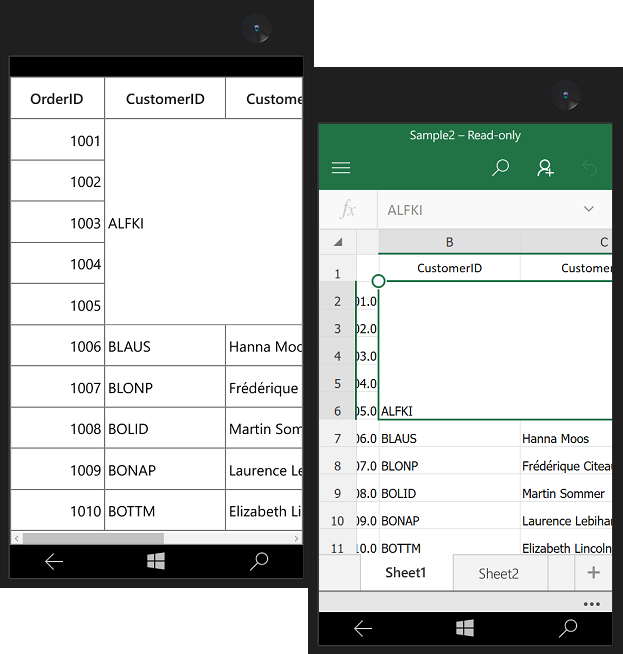 OrderID CustomerID Custome
1001
1002
1003 ALFKI
1004
1005
1006 BLAUS Hanna Moo
1007 BLONP Frédérique
1008 BOLID Martin Som
1009 BONAP Laurence Le
1010 BOTTM Elizabeth Li
Sample2 – Read-only
fx ALFKI
B C
1 CustomerID Customer
2 01.0
3 02.0
4 03.0
5 04.0
6 05.0 ALFKI
7 06.0 BLAUS Hanna Moos
8 07.0 BLONP Frédérique Citea
9 08.0 BOLID Martin Sommer
10 09.0 BONAP Laurence Lebiha
11 10.0 BOTTM Elizabeth Lincoln
Sheet1 Sheet2 +